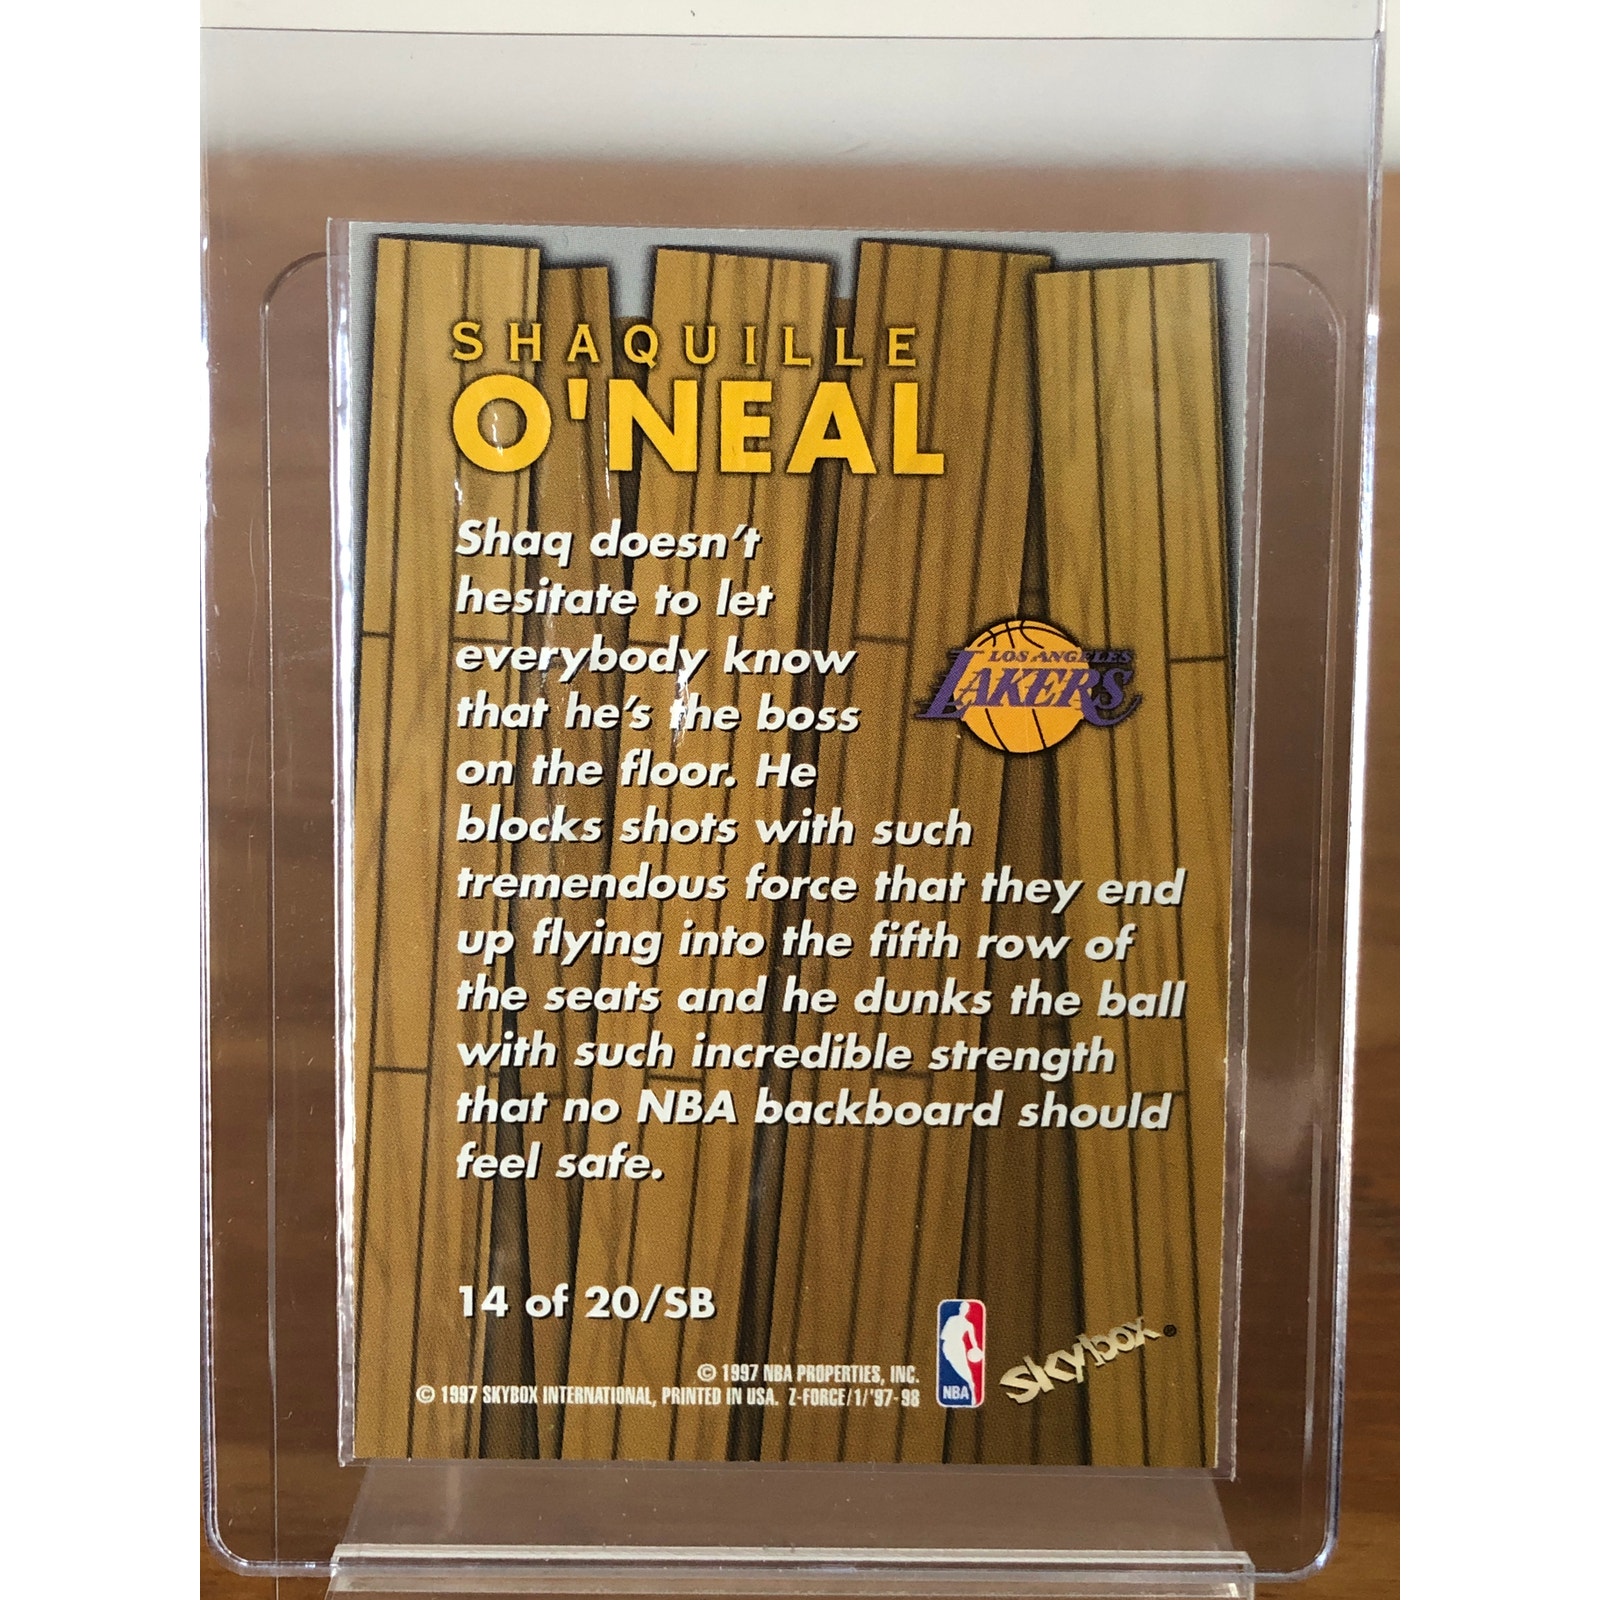 SHAQUILLE
O'NEAL
Shaq doesn't
hesitate to let
everybody know
that he's the boss
on the floor. He
blocks shots with such
tremendous force that they end
up flying into the fifth row of
the seats and he dunks the ball
with such incredible strength
that no NBA backboard should
feel safe.
LOS ANGELES
LAKERS
14 of 20/SB
© 1997 NBA PROPERTIES, INC.
© 1997 SKYBOX INTERNATIONAL, PRINTED IN USA. Z-FORCE/1/'97-98
NBA
skybox®